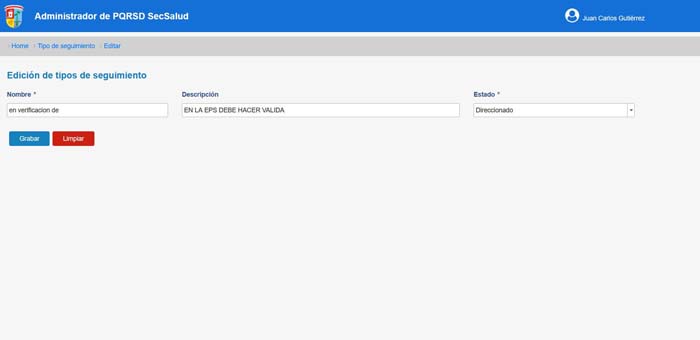 Administrador de PQRSD SecSalud
Juan Carlos Gutiérrez
Home Tipo de seguimiento Editar
Edición de tipos de seguimiento
Nombre * Descripción Estado *
en verificacion de EN LA EPS DEBE HACER VALIDA Direccionado
Grabar Limpiar